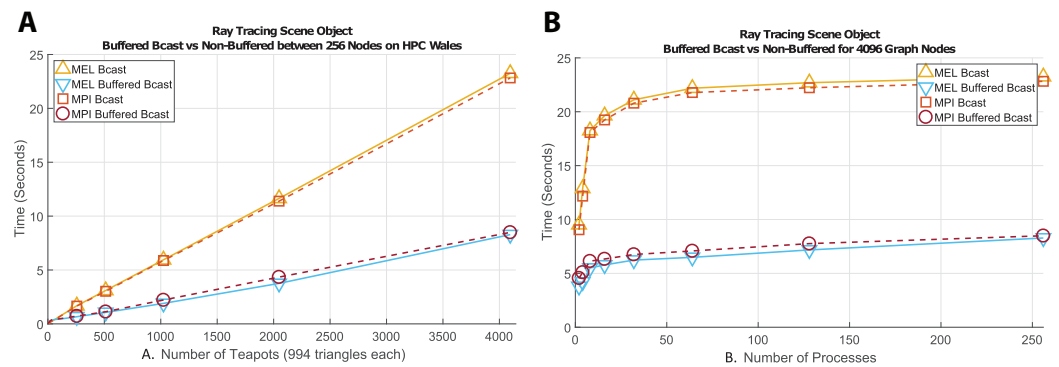 A
Ray Tracing Scene Object
Buffered Bcast vs Non-Buffered between 256 Nodes on HPC Wales
25
20
15
10
5
0
Time (Seconds)
MEL Bcast
MEL Buffered Bcast
MPI Bcast
MPI Buffered Bcast
0 500 1000 1500 2000 2500 3000 3500 4000
A. Number of Teapots (994 triangles each)
B
Ray Tracing Scene Object
Buffered Bcast vs Non-Buffered for 4096 Graph Nodes
25
20
15
10
5
0
Time (Seconds)
MEL Bcast
MEL Buffered Bcast
MPI Bcast
MPI Buffered Bcast
0 50 100 150 200 250
B. Number of Processes